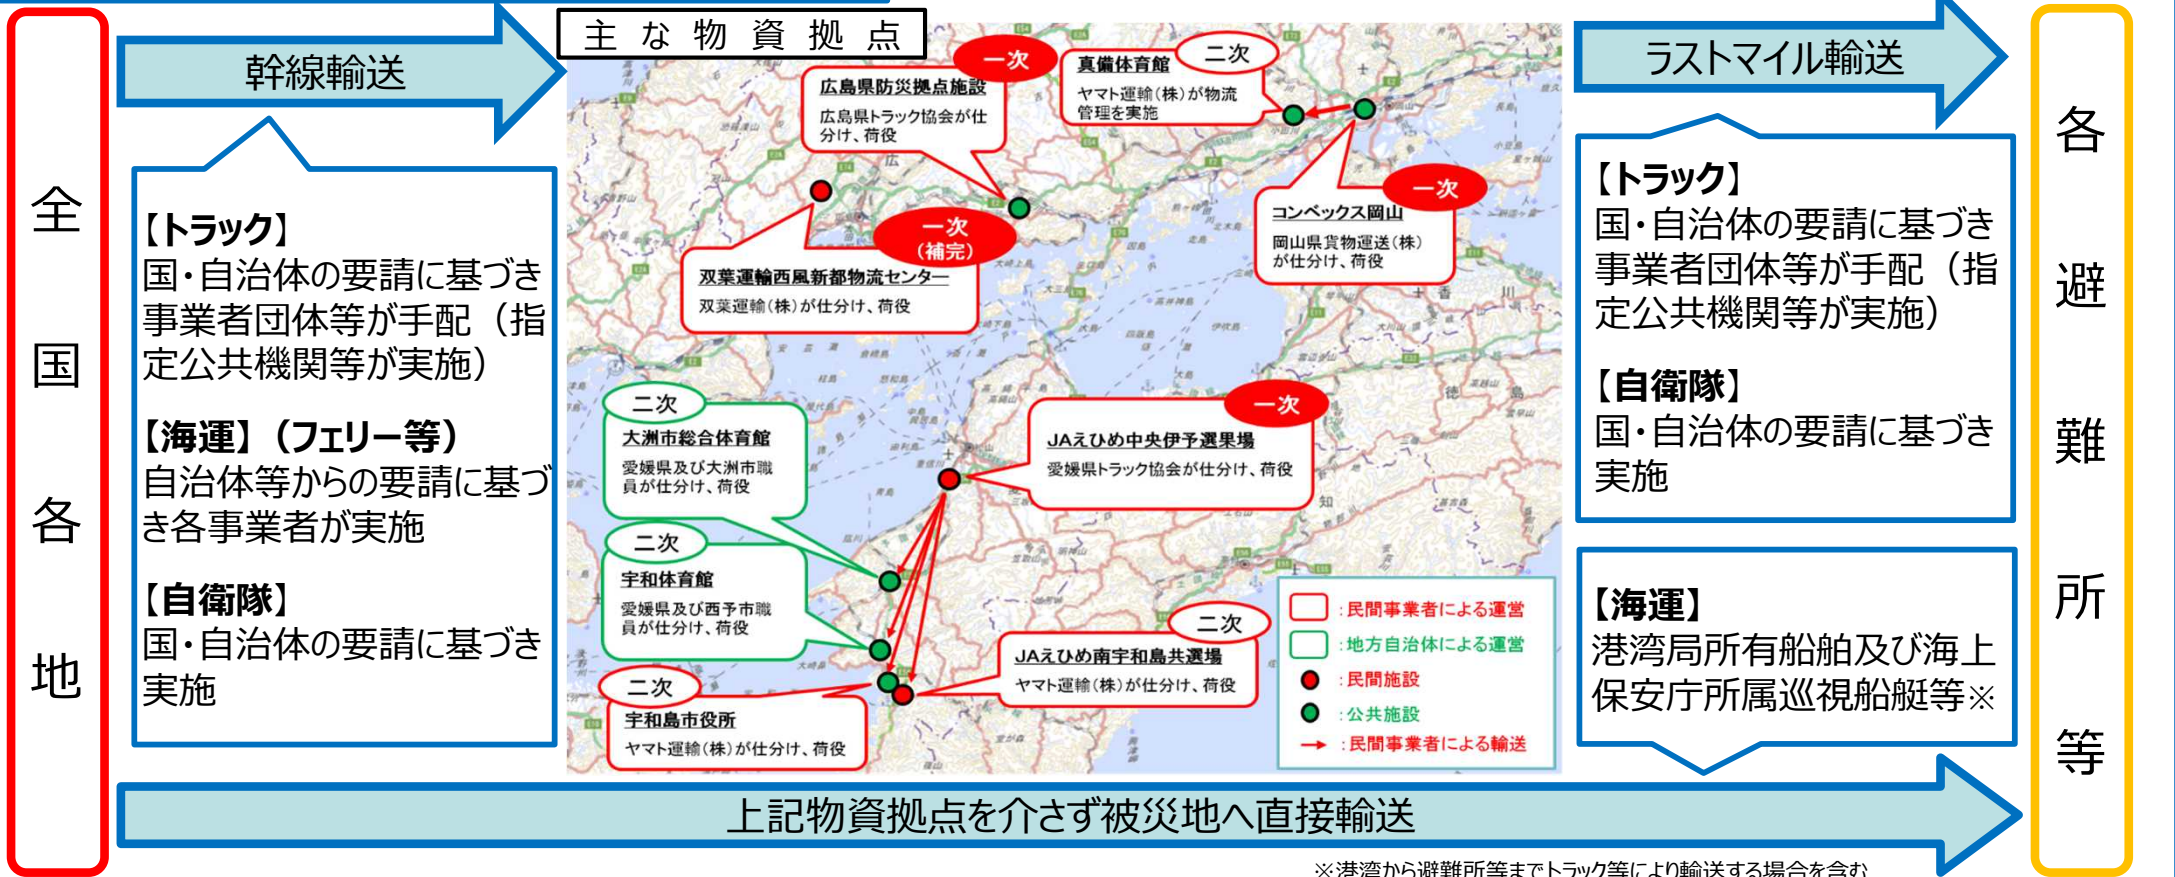 全国各地
幹線輸送
【トラック】
国・自治体の要請に基づき
事業者団体等が手配（指
定公共機関等が実施）
【海運】（フェリー等）
自治体等からの要請に基づ
き各事業者が実施
【自衛隊】
国・自治体の要請に基づき
実施
主な物資拠点
一次
広島県防災拠点施設
広島県トラック協会が仕
分け、荷役
二次
真備体育館
ヤマト運輸(株)が物流
管理を実施
一次
コンベックス岡山
岡山県貨物運送(株)
が仕分け、荷役
一次
(補完)
双葉運輸西風新都物流センター
双葉運輸(株)が仕分け、荷役
二次
大洲市総合体育館
愛媛県及び大洲市職
員が仕分け、荷役
一次
JAえひめ中央伊予選果場
愛媛県トラック協会が仕分け、荷役
二次
宇和体育館
愛媛県及び西予市職
員が仕分け、荷役
二次
JAえひめ南宇和島共選場
ヤマト運輸(株)が仕分け、荷役
二次
宇和島市役所
ヤマト運輸(株)が仕分け、荷役
:民間事業者による運営
:地方自治体による運営
:民間施設
:公共施設
:民間事業者による輸送
ラストマイル輸送
【トラック】
国・自治体の要請に基づき
事業者団体等が手配（指
定公共機関等が実施）
【自衛隊】
国・自治体の要請に基づき
実施
【海運】
港湾局所有船舶及び海上
保安庁所属巡視船艇等※
各避難所等
上記物資拠点を介さず被災地へ直接輸送
※港湾から避難所等までトラック等により輸送する場合を含む